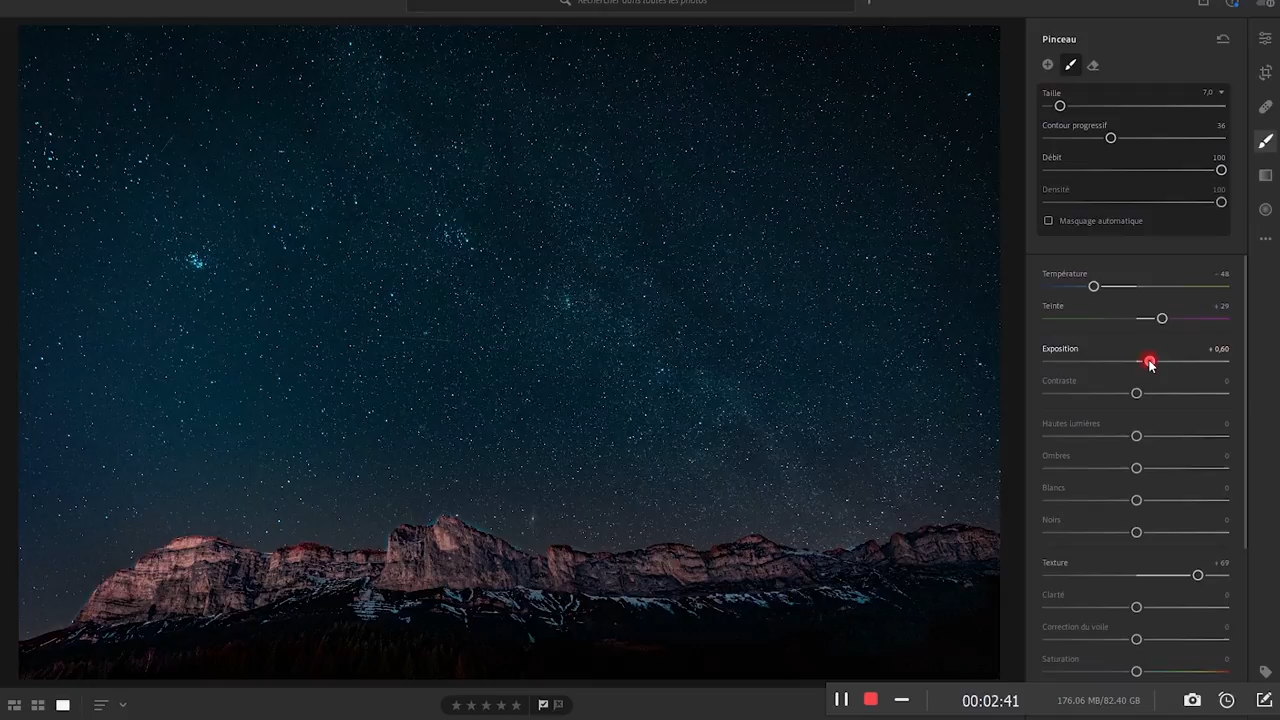 Rechercher dans toutes les photos
Pinceau
Taille 7,0
Contour progressif 36
Débit 100
Densité 100
Masquage automatique
Température - 48
Teinte + 29
Exposition + 0,60
Contraste 0
Hautes lumières 0
Ombres 0
Blancs 0
Noirs 0
Texture + 69
Clarté 0
Correction du voile 0
Saturation 0
00:02:41 176.06 MB/82.40 GB